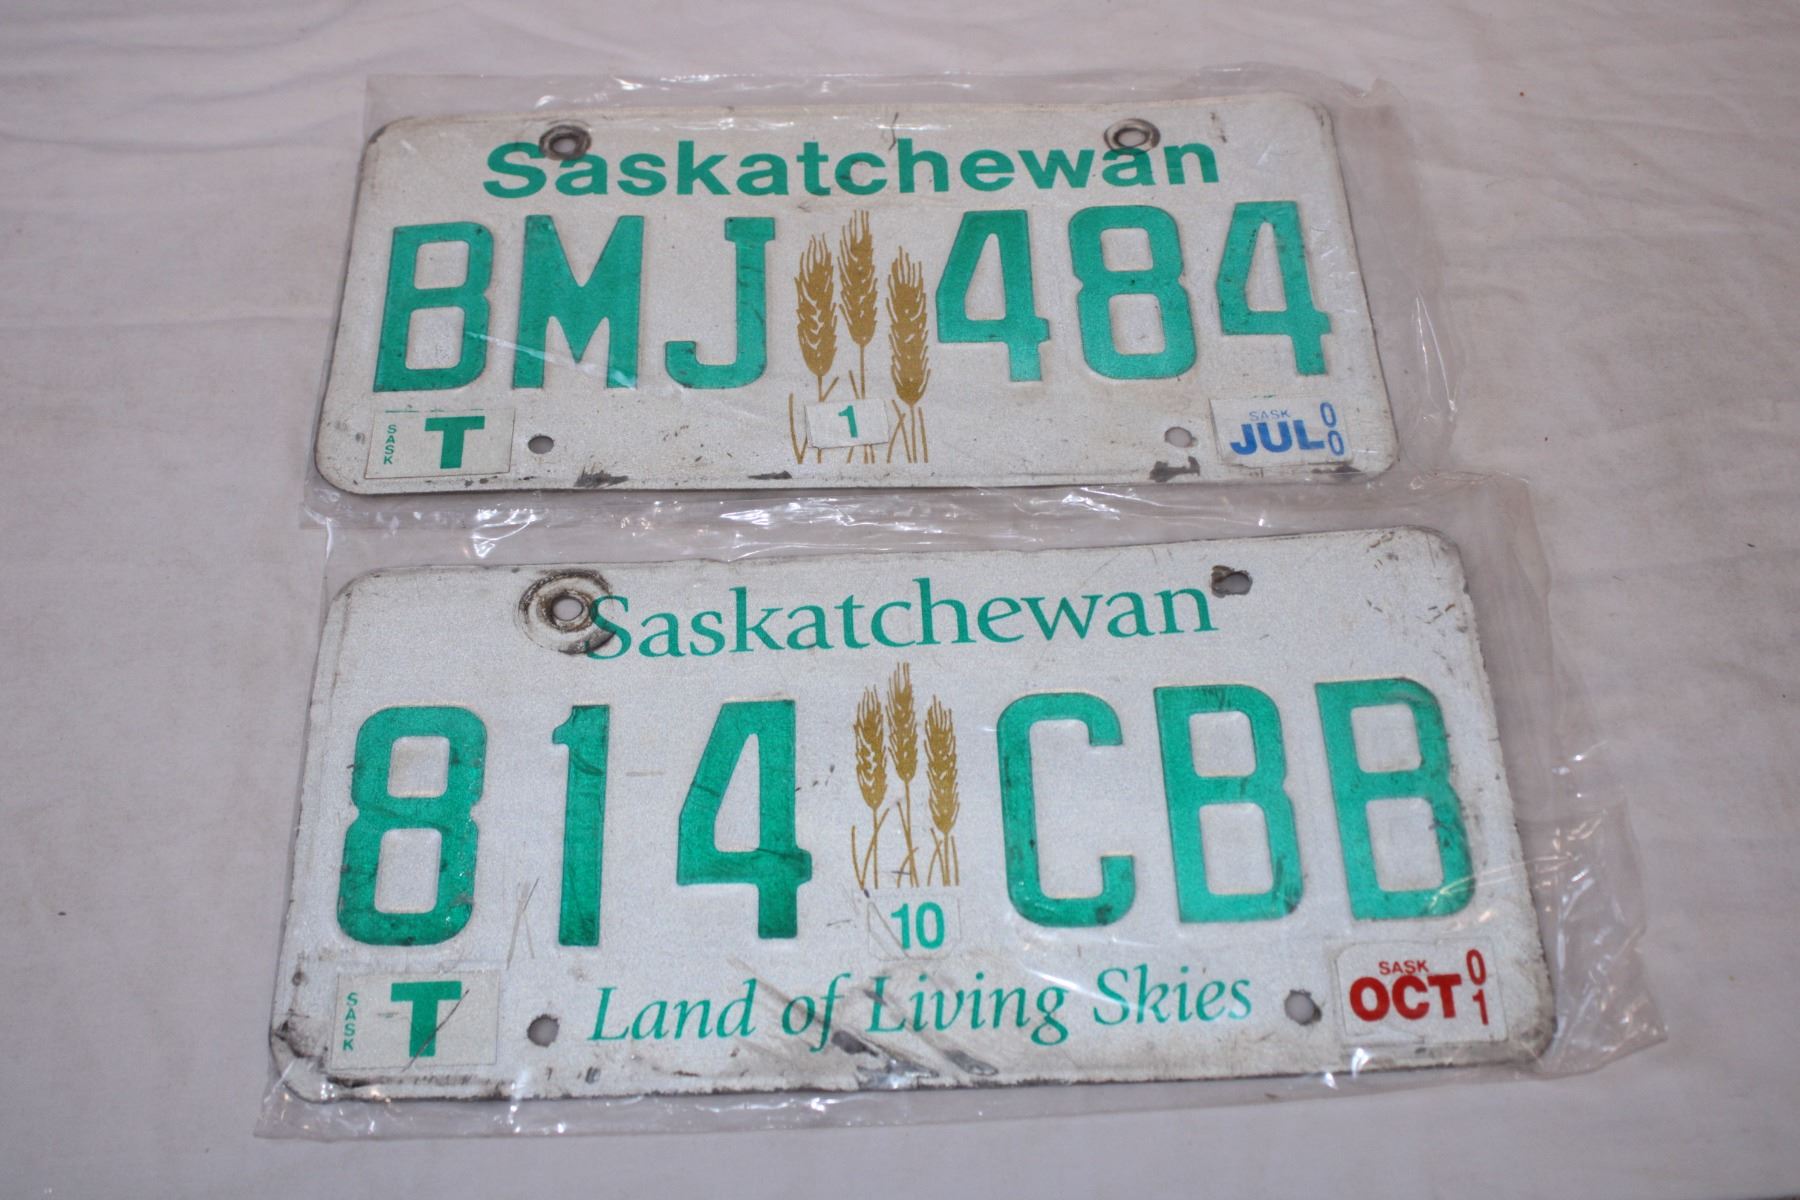 Saskatchewan
BMJ 484
SASK T
1
SASK JUL 00
Saskatchewan
814 CBB
10
SASK T
Land of Living Skies
SASK OCT 01